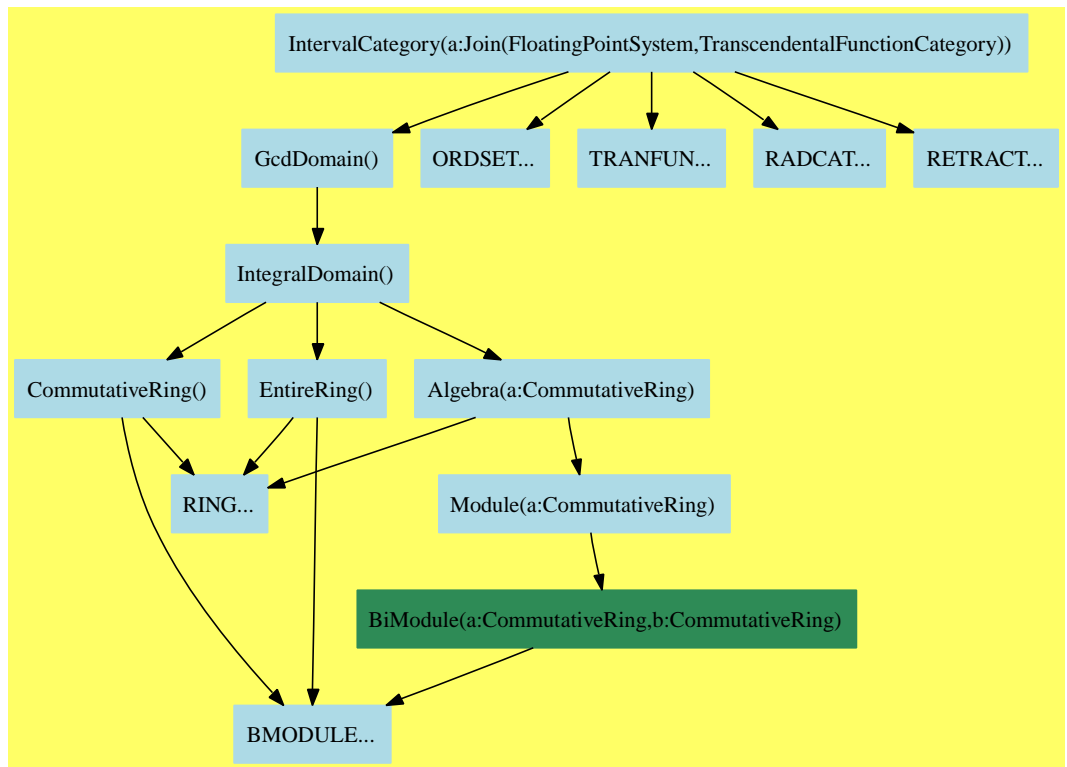 IntervalCategory(a:Join(FloatingPointSystem,TranscendentalFunctionCategory))
GcdDomain()
ORDSET...
TRANFUN...
RADCAT...
RETRACT...
IntegralDomain()
CommutativeRing()
EntireRing()
Algebra(a:CommutativeRing)
RING...
Module(a:CommutativeRing)
BiModule(a:CommutativeRing,b:CommutativeRing)
BMODULE...